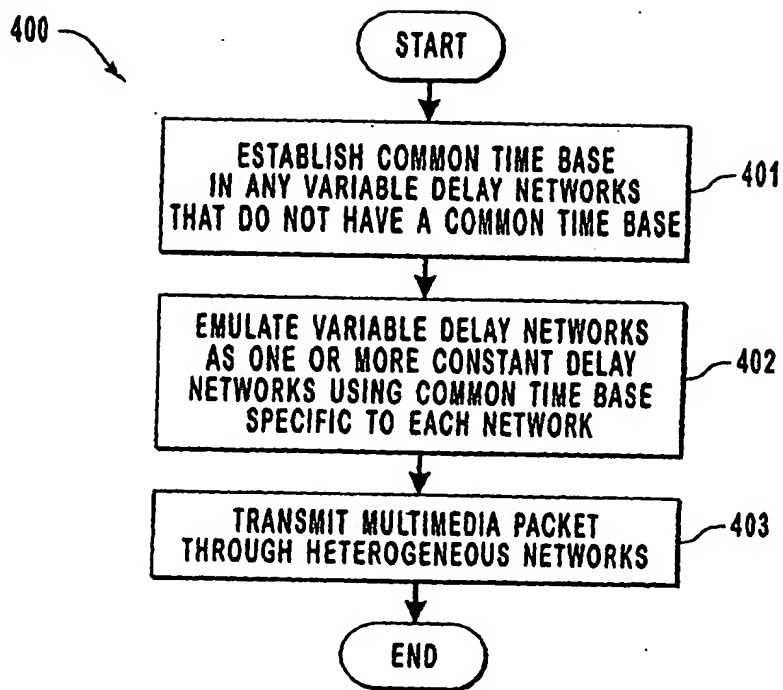 400
START
ESTABLISH COMMON TIME BASE
IN ANY VARIABLE DELAY NETWORKS
THAT DO NOT HAVE A COMMON TIME BASE
401
EMULATE VARIABLE DELAY NETWORKS
AS ONE OR MORE CONSTANT DELAY
NETWORKS USING COMMON TIME BASE
SPECIFIC TO EACH NETWORK
402
TRANSMIT MULTIMEDIA PACKET
THROUGH HETEROGENEOUS NETWORKS
403
END